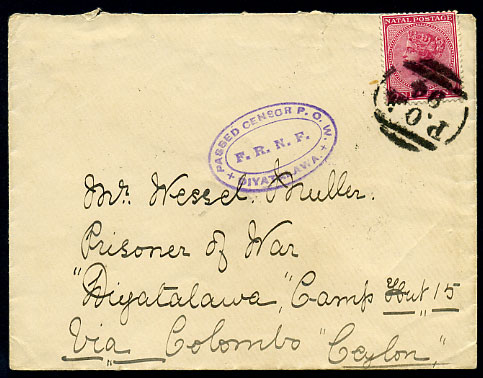 NATAL POSTAGE
P.O.
PASSED CENSOR P.O.W.
F. R. N. F.
DIYATALAWA
Mr. Wessel Muller.
Prisoner of War
"Diyatalawa," Camp Hut 15
Via Colombo "Ceylon,"